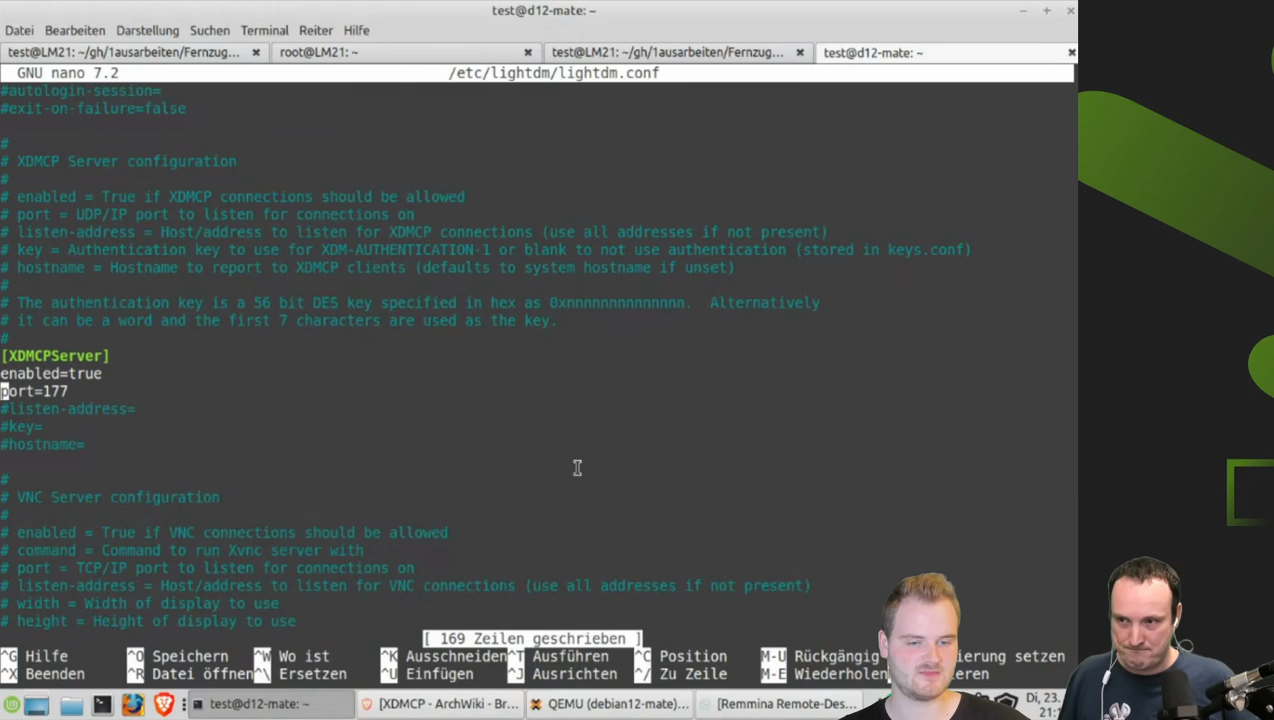 test@d12-mate: ~
Datei Bearbeiten Darstellung Suchen Terminal Reiter Hilfe
test@LM21: ~/gh/1ausarbeiten/Fernzug... root@LM21: ~ test@LM21: ~/gh/1ausarbeiten/Fernzug... test@d12-mate: ~
GNU nano 7.2 /etc/lightdm/lightdm.conf
#autologin-session=
#exit-on-failure=false
#
# XDMCP Server configuration
#
# enabled = True if XDMCP connections should be allowed
# port = UDP/IP port to listen for connections on
# listen-address = Host/address to listen for XDMCP connections (use all addresses if not present)
# key = Authentication key to use for XDM-AUTHENTICATION-1 or blank to not use authentication (stored in keys.conf)
# hostname = Hostname to report to XDMCP clients (defaults to system hostname if unset)
#
# The authentication key is a 56 bit DES key specified in hex as 0xnnnnnnnnnnnnnn. Alternatively
# it can be a word and the first 7 characters are used as the key.
#
[XDMCPServer]
enabled=true
port=177
#listen-address=
#key=
#hostname=
#
# VNC Server configuration
#
# enabled = True if VNC connections should be allowed
# command = Command to run Xvnc server with
# port = TCP/IP port to listen for connections on
# listen-address = Host/address to listen for VNC connections (use all addresses if not present)
# width = Width of display to use
# height = Height of display to use
[ 169 Zeilen geschrieben ]
^G Hilfe ^O Speichern ^W Wo ist ^K Ausschneiden ^T Ausführen ^C Position M-U Rückgängig ierung setzen
^X Beenden ^R Datei öffnen ^\ Ersetzen ^U Einfügen ^J Ausrichten ^/ Zu Zeile M-E Wiederholen ieren
test@d12-mate: ~ [XDMCP - ArchWiki - Br... QEMU (debian12-mate)... [Remmina Remote-Des... Di, 23.